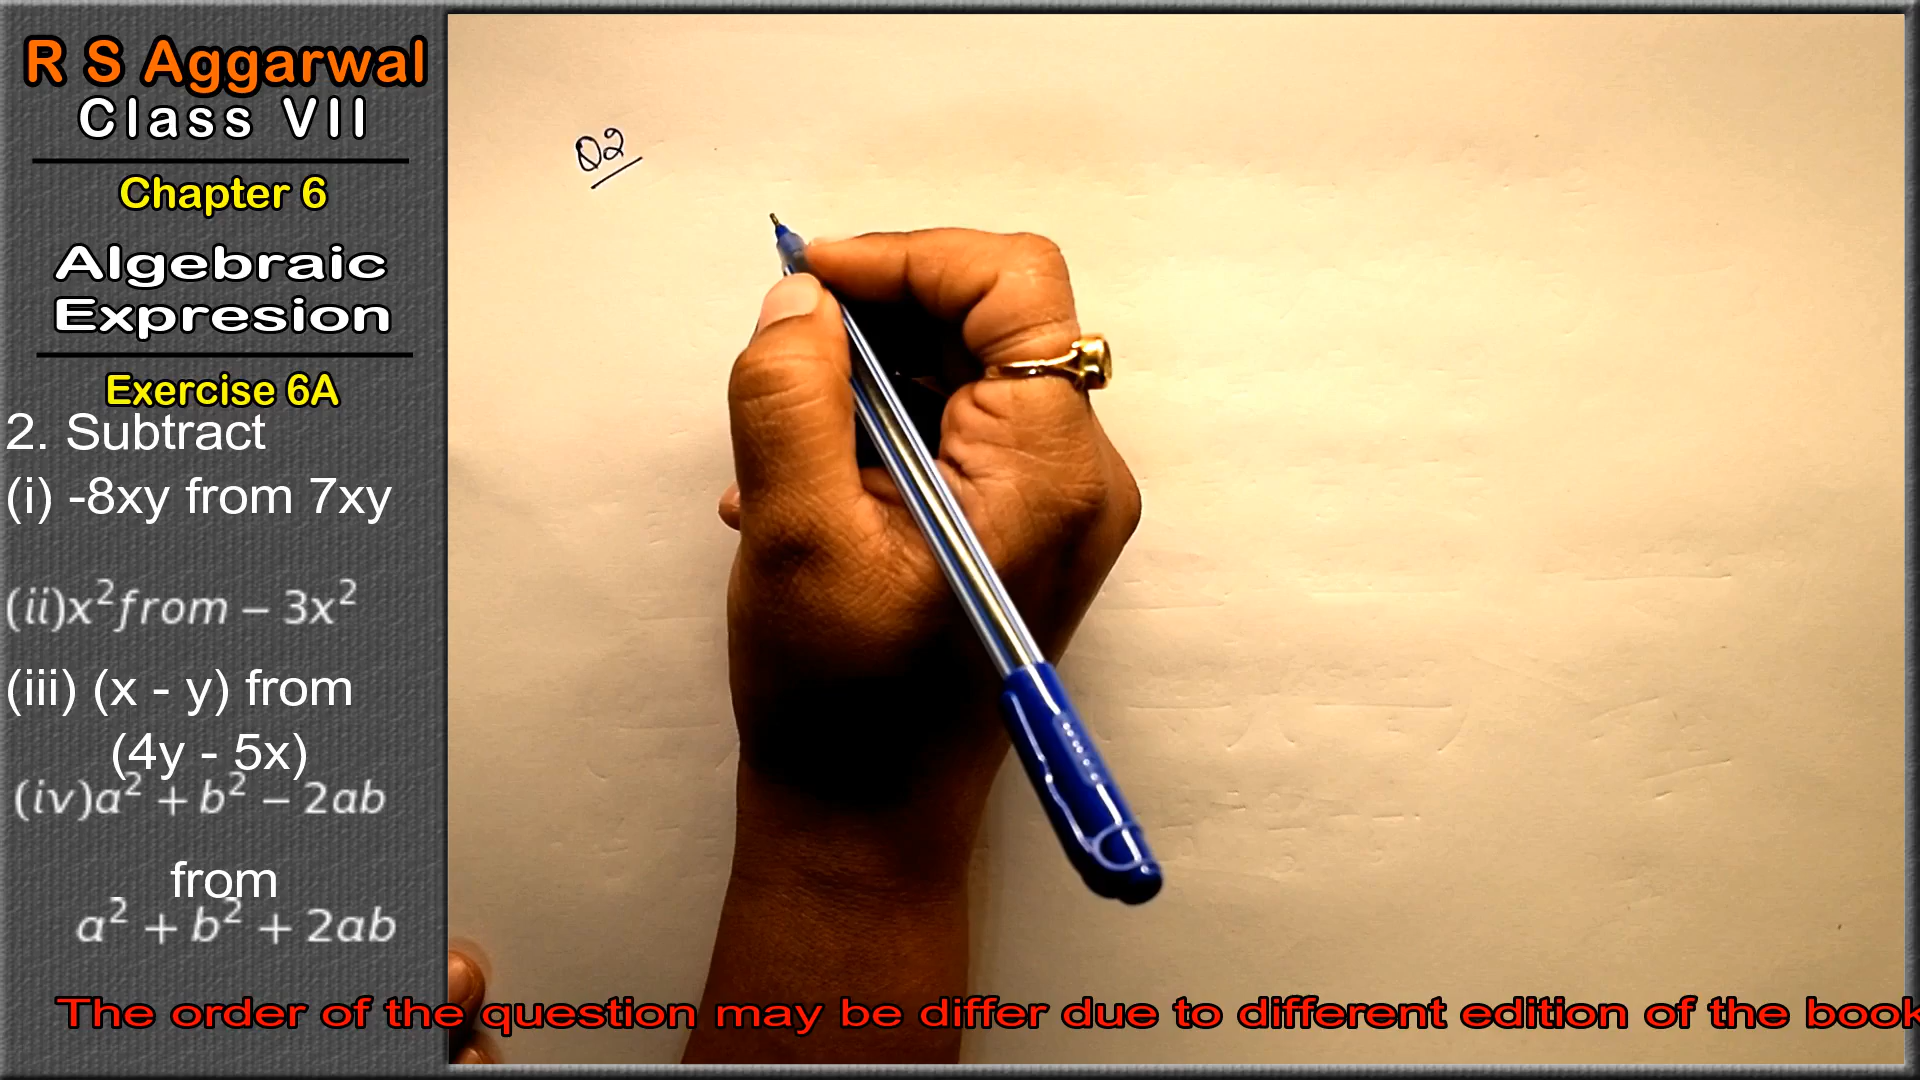 R S Aggarwal
Class VII
Chapter 6
Algebraic
Expresion
Exercise 6A
2. Subtract
(i) -8xy from 7xy
(ii)x²from – 3x²
(iii) (x - y) from
(4y - 5x)
(iv)a² + b² – 2ab
from
a² + b² + 2ab
Q2
The order of the question may be differ due to different edition of the book